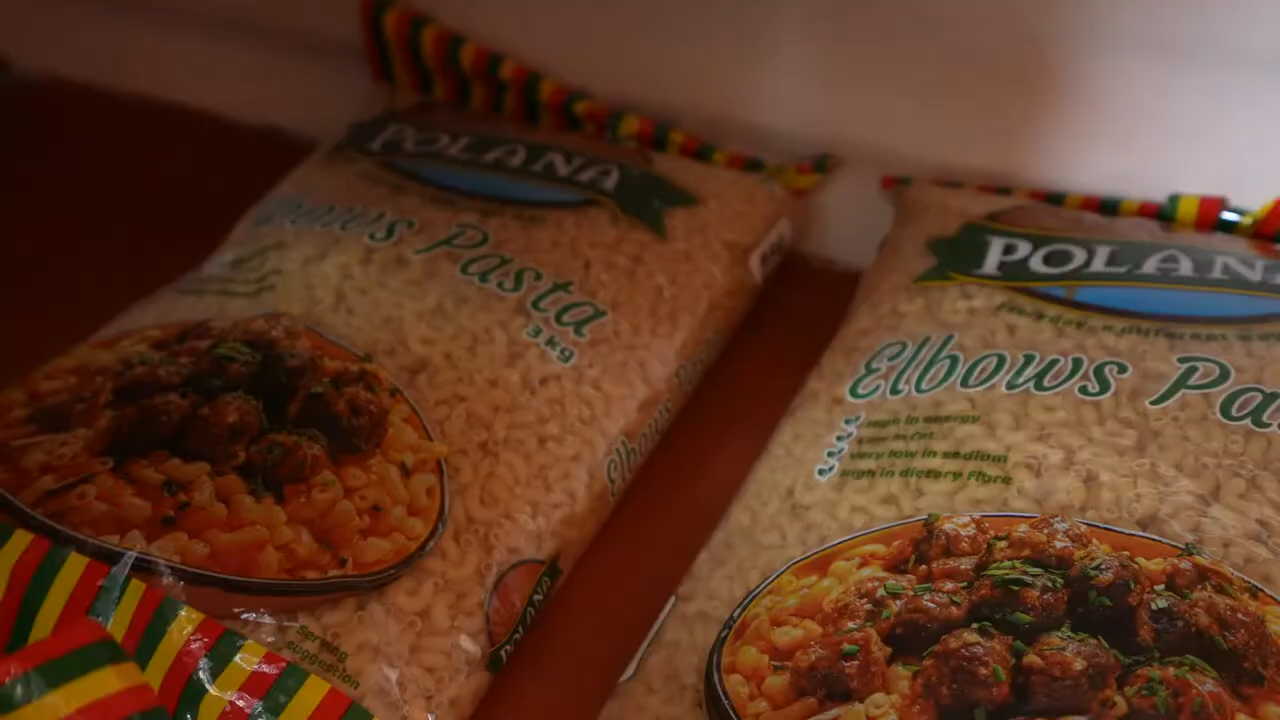 POLANA
Elbows Pasta
3 kg
Elbows
POLANA
Serving
suggestion
POLANA
Elbows Pa
High in energy
Low in fat
Very low in sodium
High in dietary Fibre